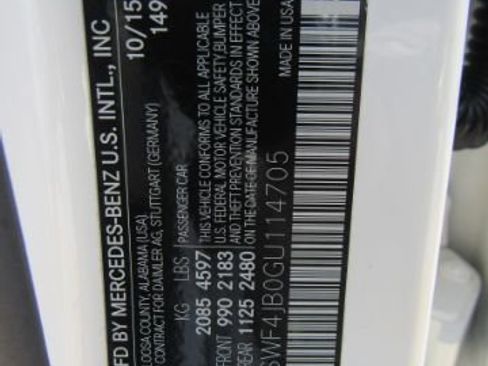 MFD BY MERCEDES-BENZ U.S. INTL., INC 10/15
LOOSA COUNTY, ALABAMA (USA) 149
CONTRACT FOR DAIMLER AG, STUTTGART (GERMANY)
KG LBS PASSENGER CAR
2085 4597 THIS VEHICLE CONFORMS TO ALL APPLICABLE
FRONT 990 2183 U.S. FEDERAL MOTOR VEHICLE SAFETY, BUMPER
AND THEFT PREVENTION STANDARDS IN EFFECT
REAR 1125 2480 ON THE DATE OF MANUFACTURE SHOWN ABOVE.
MADE IN USA
5WF4JB0GU114705